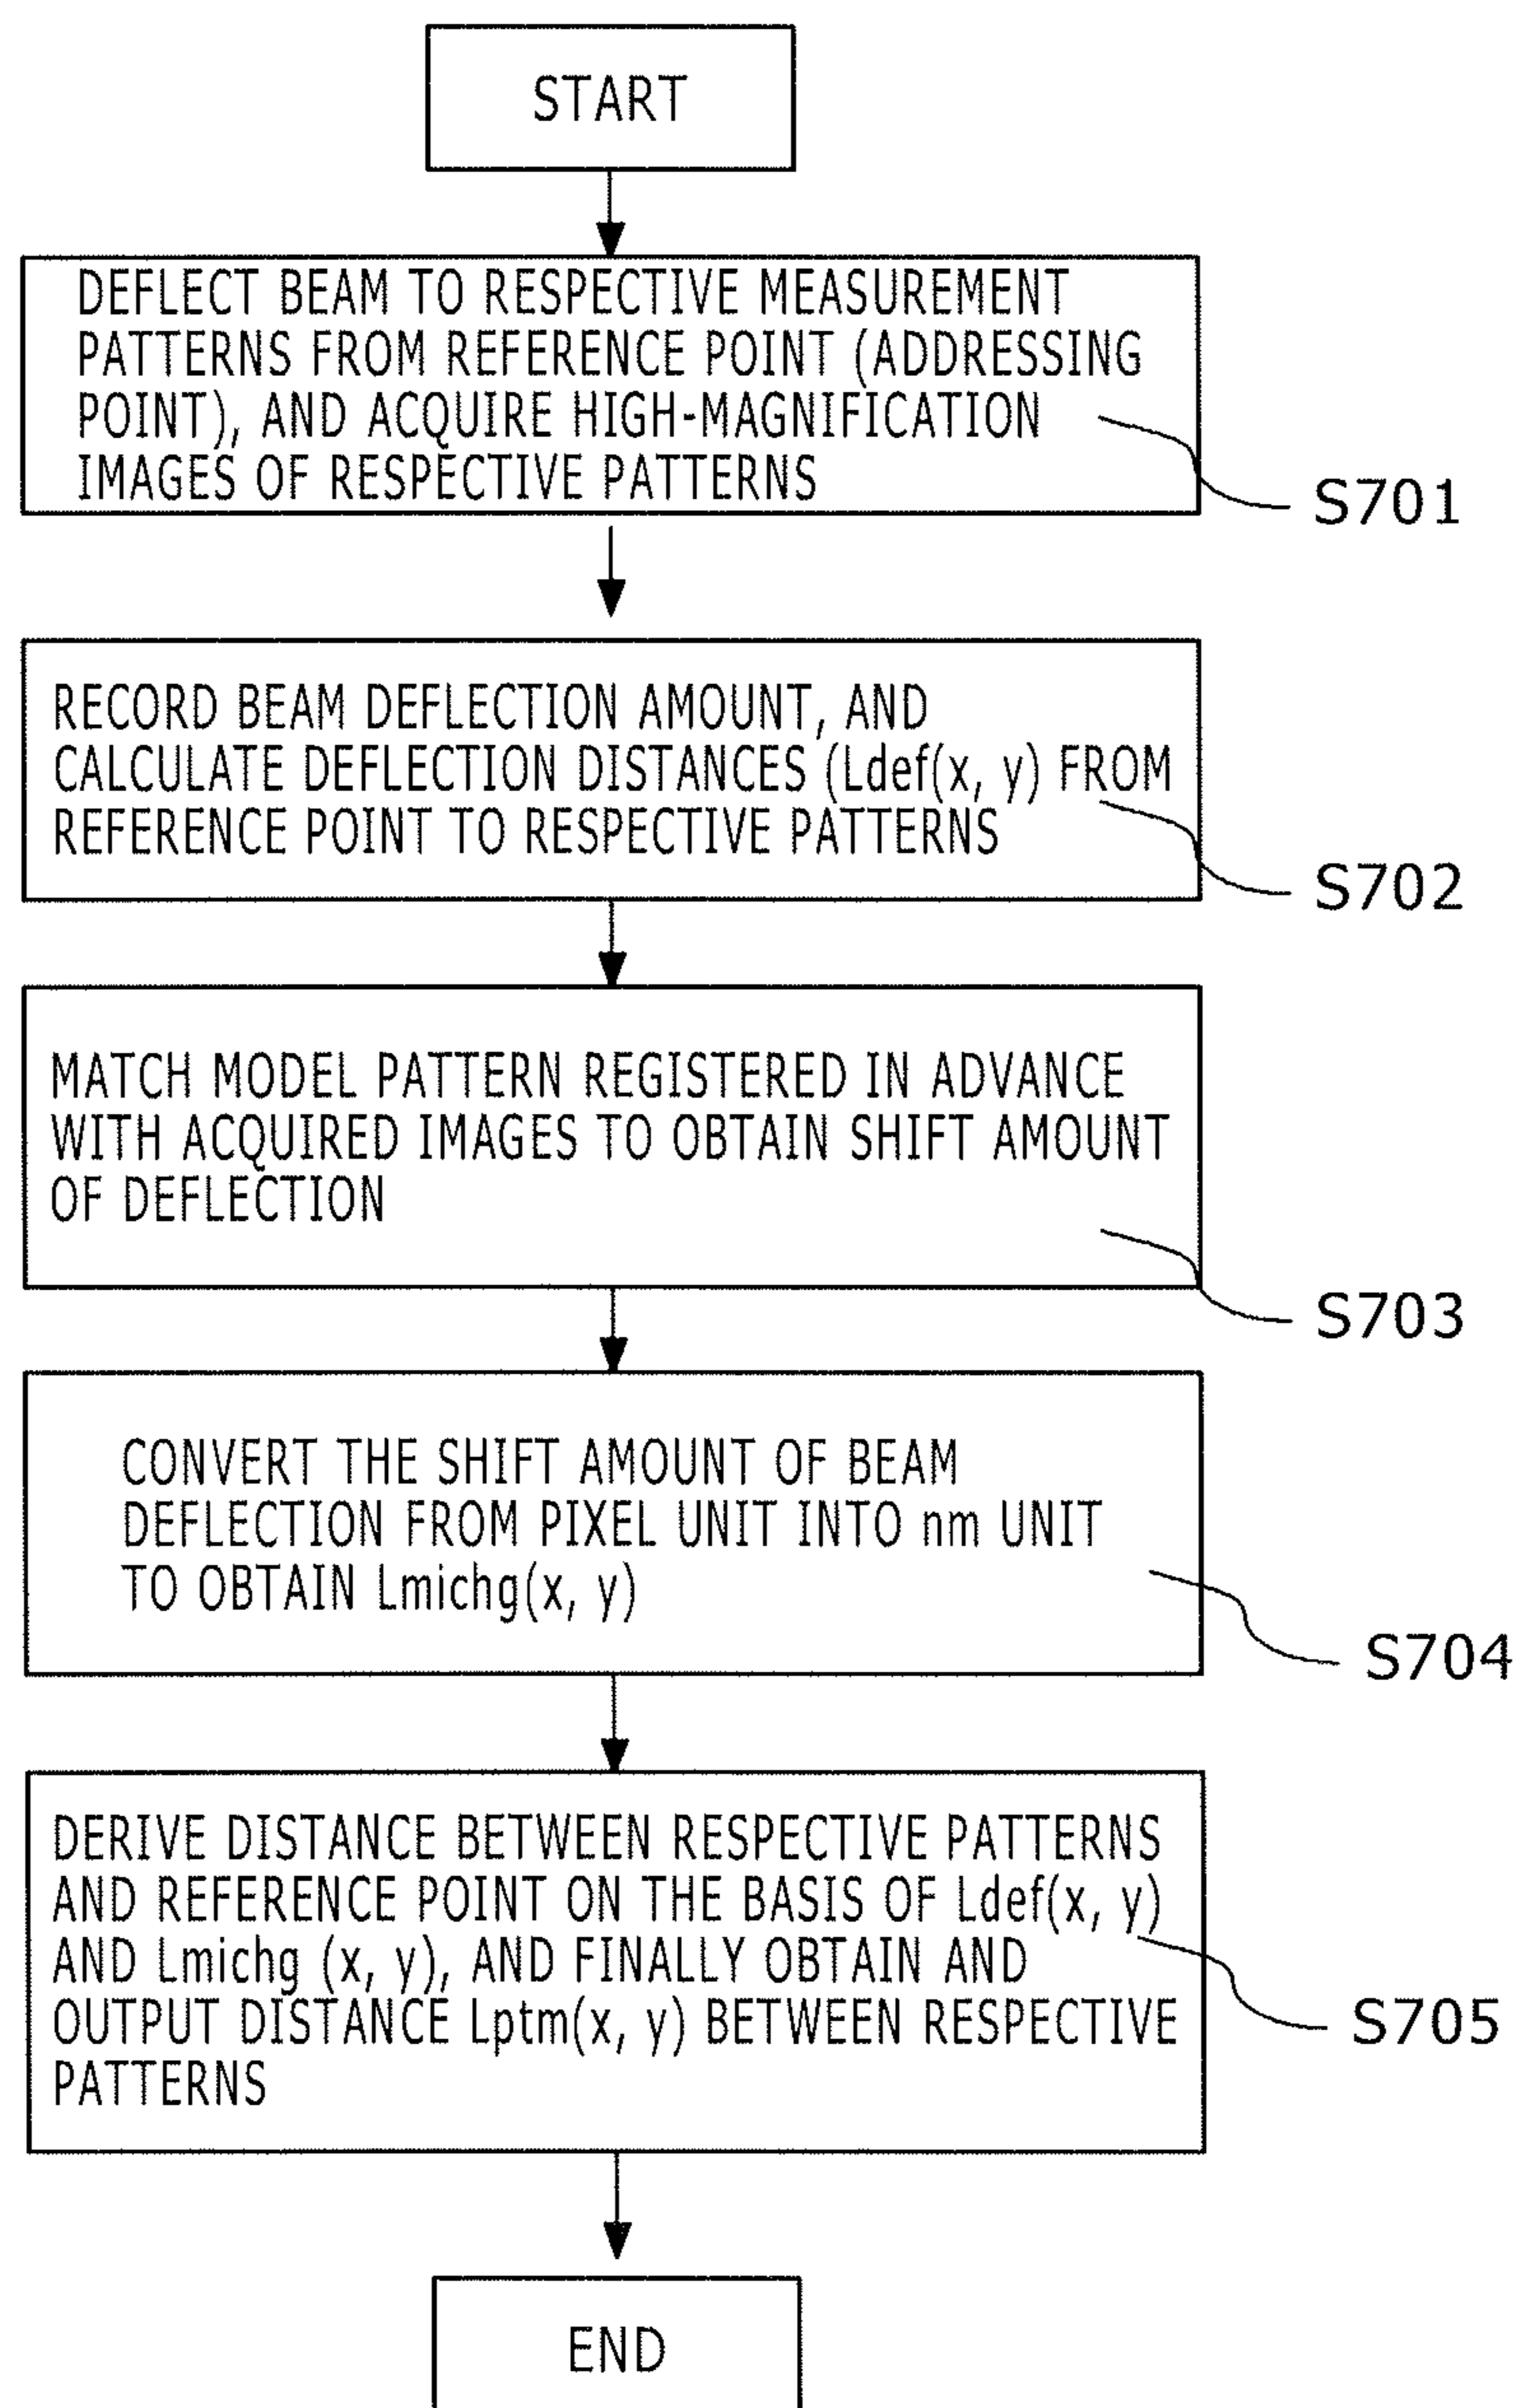 START
DEFLECT BEAM TO RESPECTIVE MEASUREMENT
PATTERNS FROM REFERENCE POINT (ADDRESSING
POINT), AND ACQUIRE HIGH-MAGNIFICATION
IMAGES OF RESPECTIVE PATTERNS
S701
RECORD BEAM DEFLECTION AMOUNT, AND
CALCULATE DEFLECTION DISTANCES (Ldef(x, y) FROM
REFERENCE POINT TO RESPECTIVE PATTERNS
S702
MATCH MODEL PATTERN REGISTERED IN ADVANCE
WITH ACQUIRED IMAGES TO OBTAIN SHIFT AMOUNT
OF DEFLECTION
S703
CONVERT THE SHIFT AMOUNT OF BEAM
DEFLECTION FROM PIXEL UNIT INTO nm UNIT
TO OBTAIN Lmichg(x, y)
S704
DERIVE DISTANCE BETWEEN RESPECTIVE PATTERNS
AND REFERENCE POINT ON THE BASIS OF Ldef(x, y)
AND Lmichg (x, y), AND FINALLY OBTAIN AND
OUTPUT DISTANCE Lptm(x, y) BETWEEN RESPECTIVE
PATTERNS
S705
END